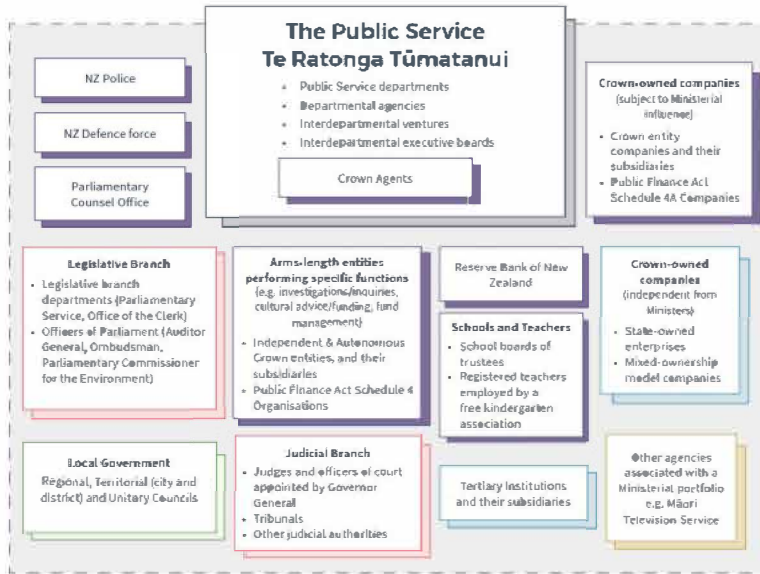 The Public Service
Te Ratonga Tūmatanui
Public Service departments
Departmental agencies
Interdepartmental ventures
Interdepartmental executive boards
Crown Agents
NZ Police
NZ Defence force
Parliamentary
Counsel Office
Crown-owned companies
(subject to Ministerial
influence)
Crown entity
companies and their
subsidiaries
Public Finance Act
Schedule 4A Companies
Legislative Branch
Legislative branch
departments (Parliamentary
Service, Office of the Clerk)
Officers of Parliament (Auditor
General, Ombudsman,
Parliamentary Commissioner
for the Environment)
Arms-length entities
performing specific functions
(e.g. investigations/inquiries,
cultural advice/funding, fund
management)
Independent & Autonomous
Crown entities, and their
subsidiaries
Public Finance Act Schedule 4
Organisations
Reserve Bank of New
Zealand
Schools and Teachers
School boards of
trustees
Registered teachers
employed by a
free kindergarten
association
Crown-owned
companies
(independent from
Ministers)
State-owned
enterprises
Mixed-ownership
model companies
Local Government
Regional, Territorial (city and
district) and Unitary Councils
Judicial Branch
Judges and officers of court
appointed by Governor
General
Tribunals
Other judicial authorities
Tertiary Institutions
and their subsidiaries
Other agencies
associated with a
Ministerial portfolio
e.g. Māori
Television Service